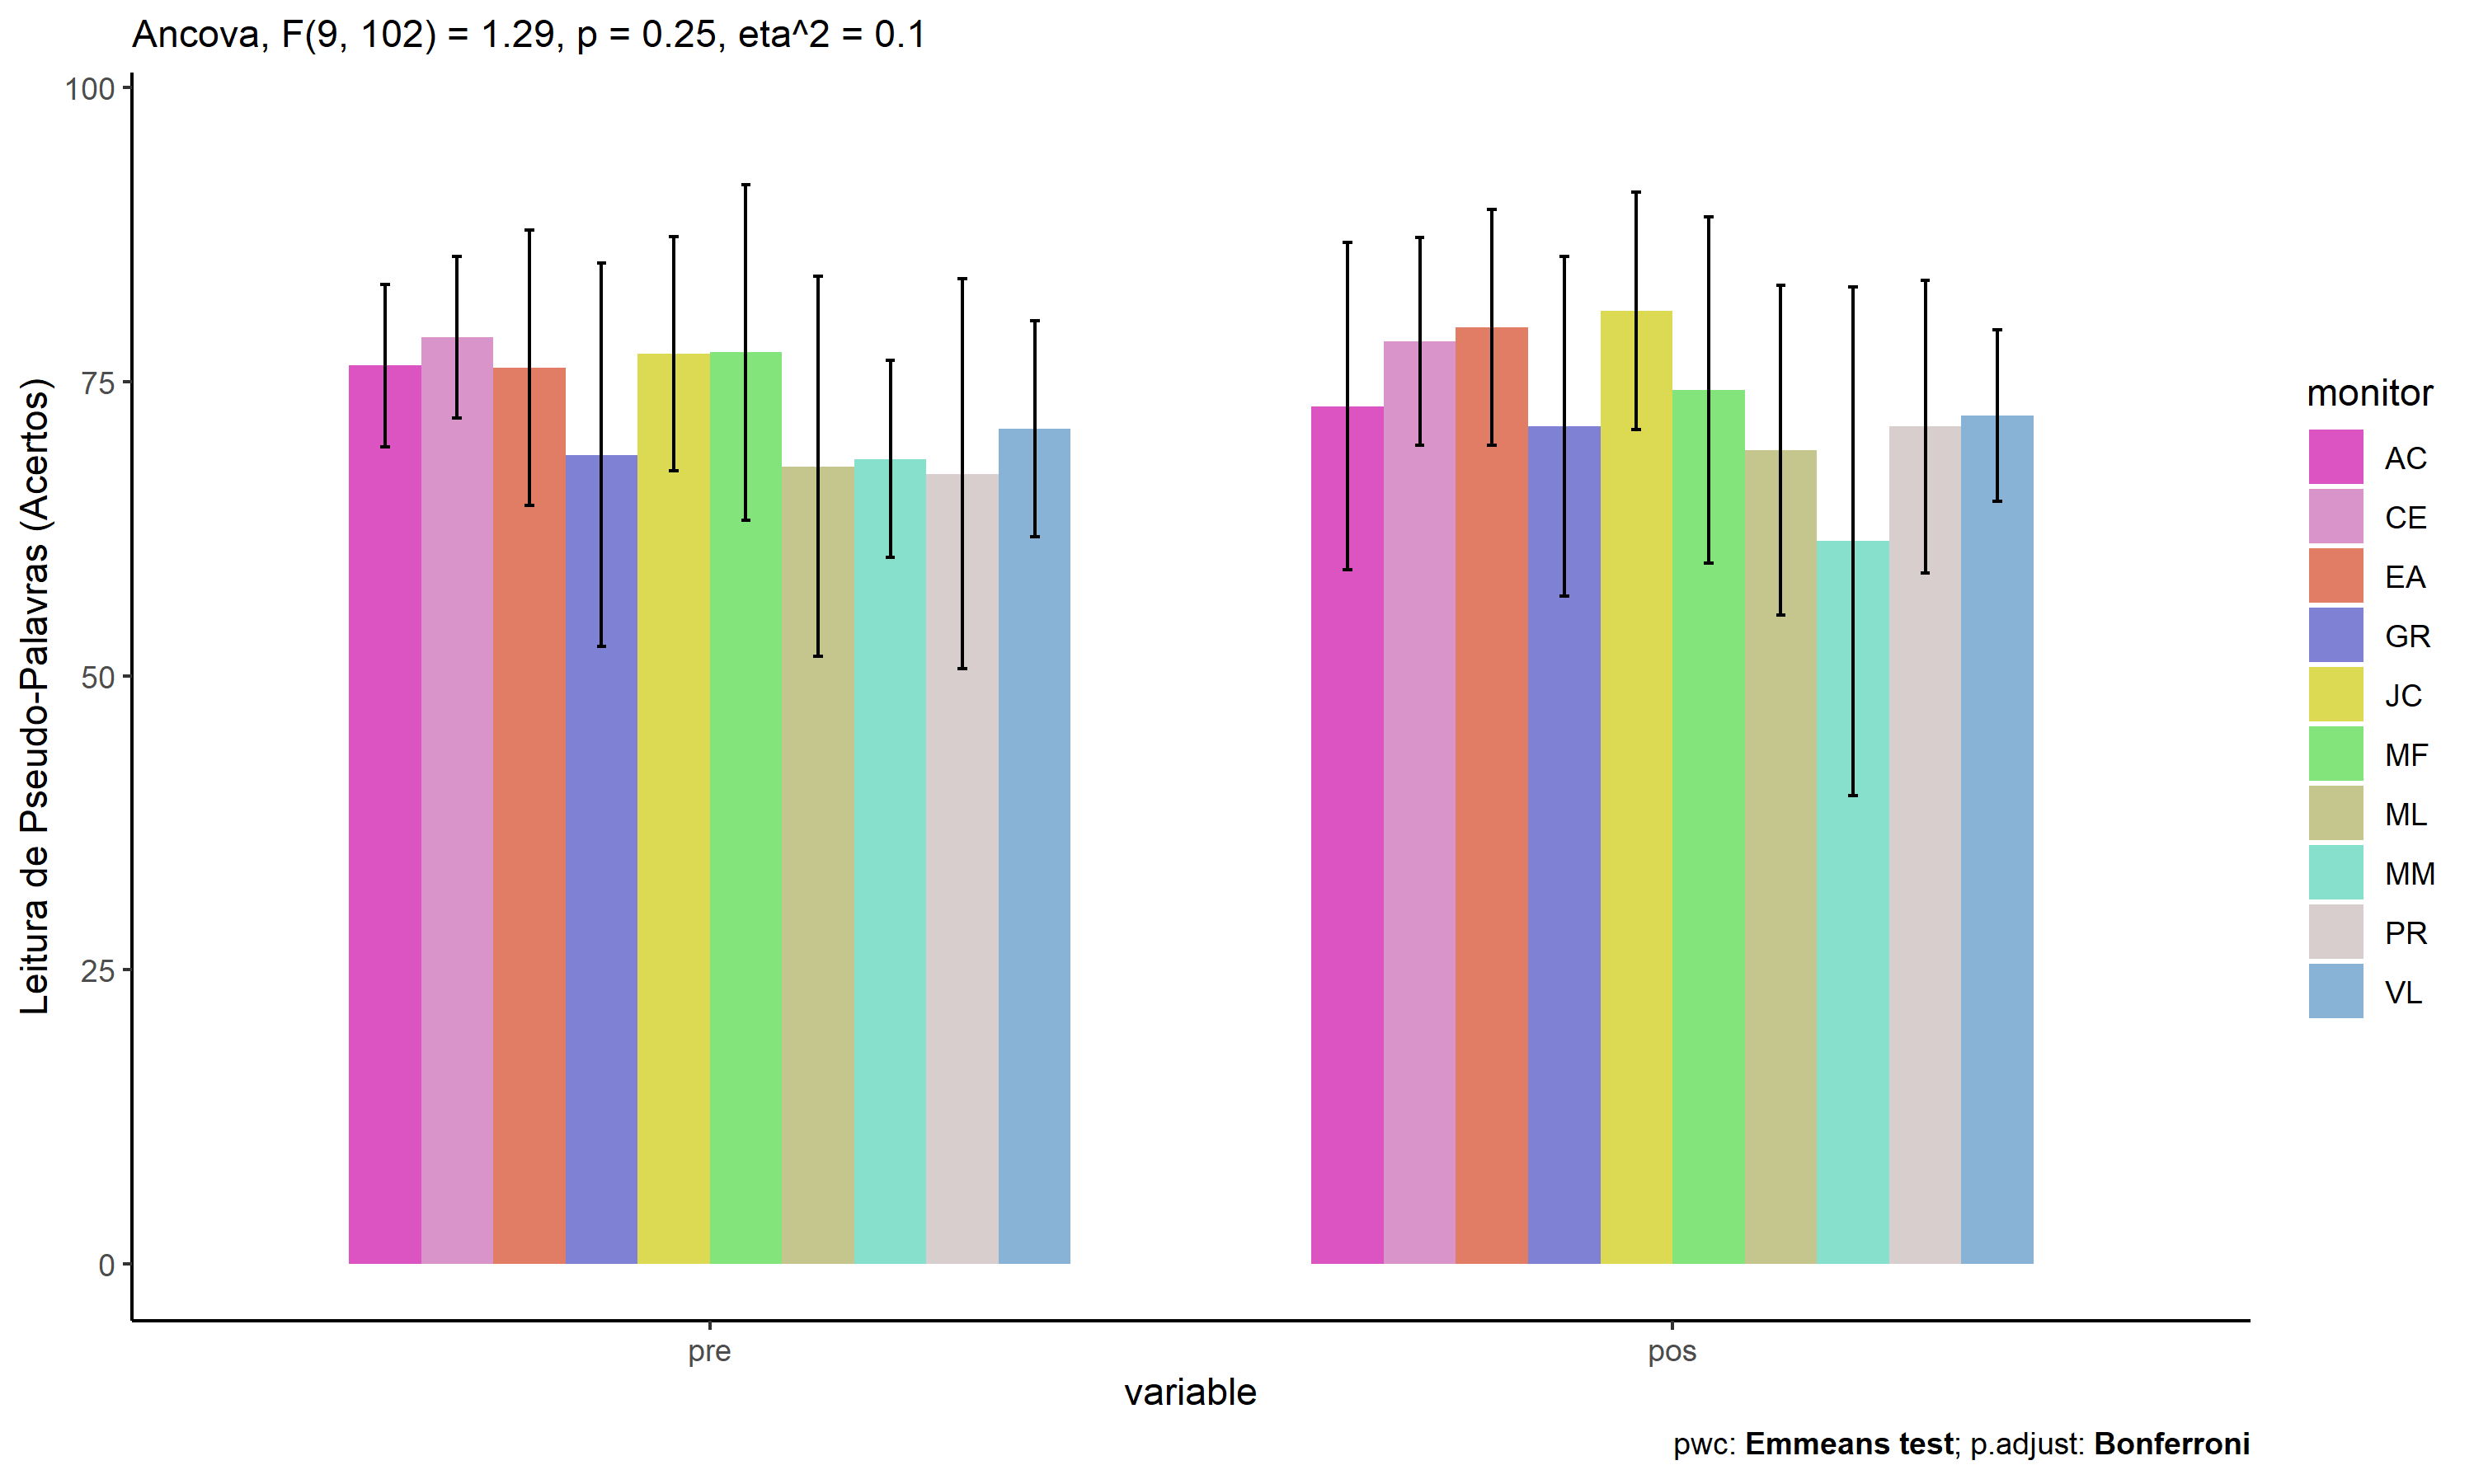 Ancova, F(9, 102) = 1.29, p = 0.25, eta^2 = 0.1
Leitura de Pseudo-Palavras (Acertos)
100
75
50
25
0
pre
pos
variable
monitor
AC
CE
EA
GR
JC
MF
ML
MM
PR
VL
pwc: Emmeans test; p.adjust: Bonferroni